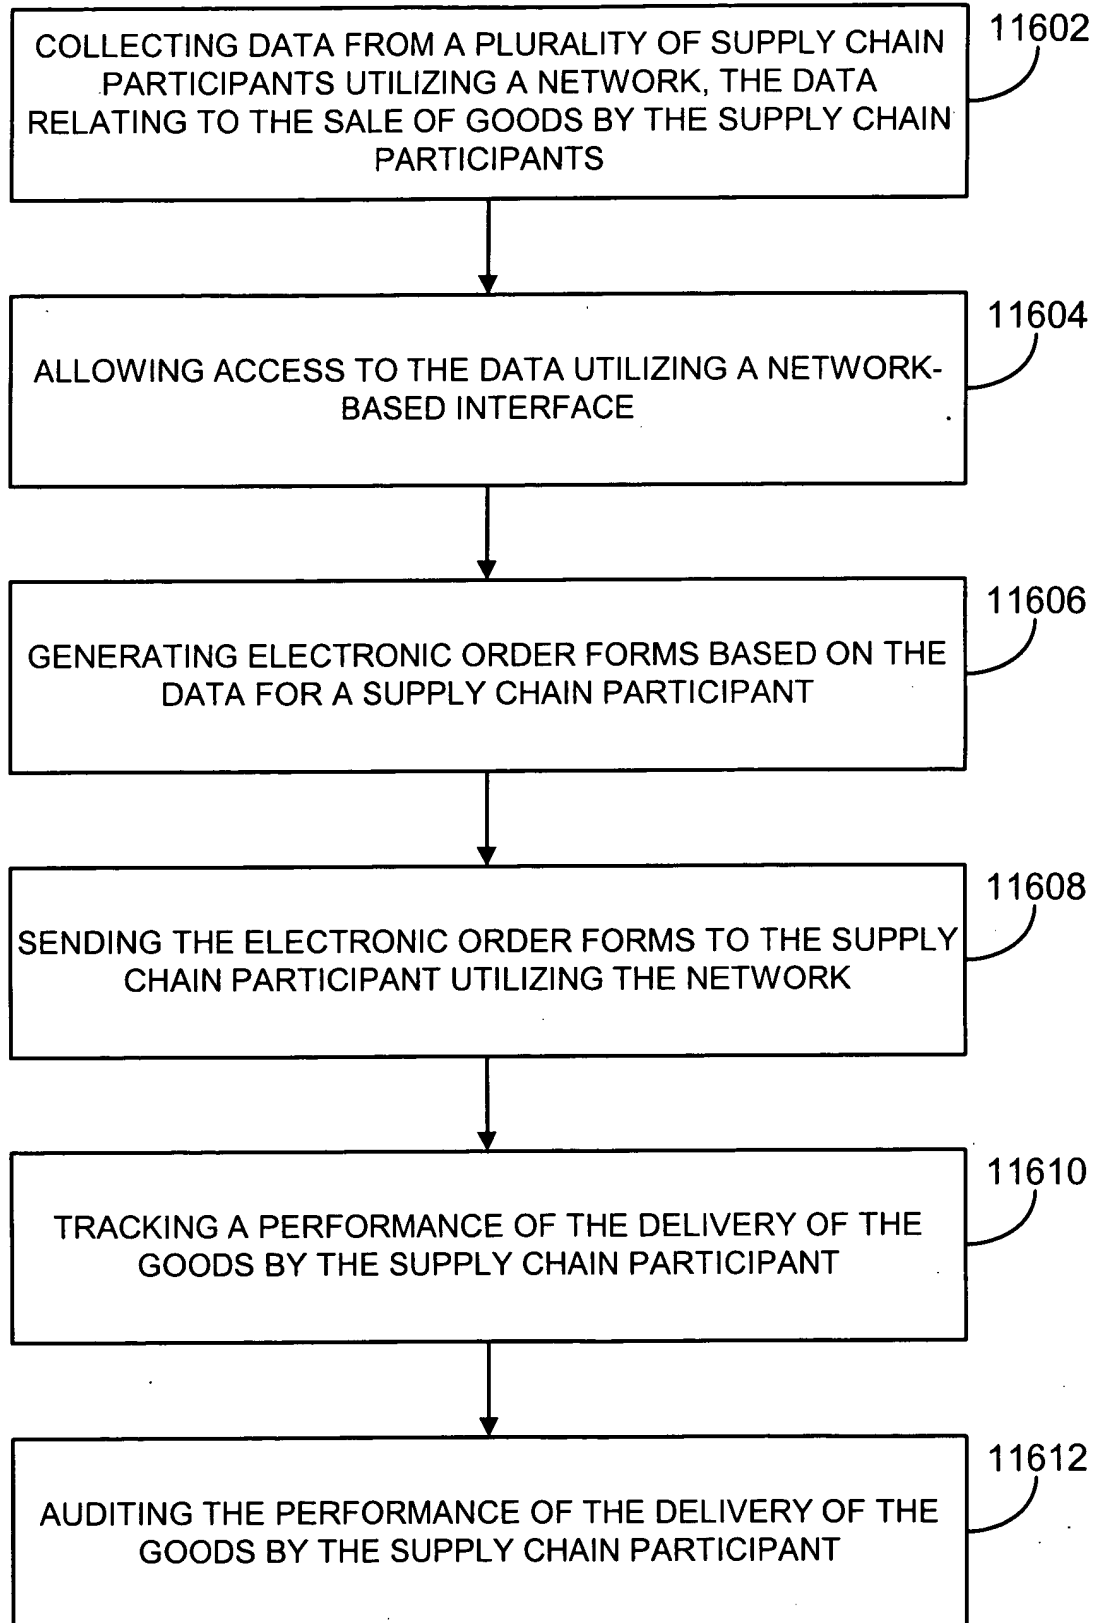 COLLECTING DATA FROM A PLURALITY OF SUPPLY CHAIN
PARTICIPANTS UTILIZING A NETWORK, THE DATA
RELATING TO THE SALE OF GOODS BY THE SUPPLY CHAIN
PARTICIPANTS
11602
ALLOWING ACCESS TO THE DATA UTILIZING A NETWORK-
BASED INTERFACE
11604
GENERATING ELECTRONIC ORDER FORMS BASED ON THE
DATA FOR A SUPPLY CHAIN PARTICIPANT
11606
SENDING THE ELECTRONIC ORDER FORMS TO THE SUPPLY
CHAIN PARTICIPANT UTILIZING THE NETWORK
11608
TRACKING A PERFORMANCE OF THE DELIVERY OF THE
GOODS BY THE SUPPLY CHAIN PARTICIPANT
11610
AUDITING THE PERFORMANCE OF THE DELIVERY OF THE
GOODS BY THE SUPPLY CHAIN PARTICIPANT
11612